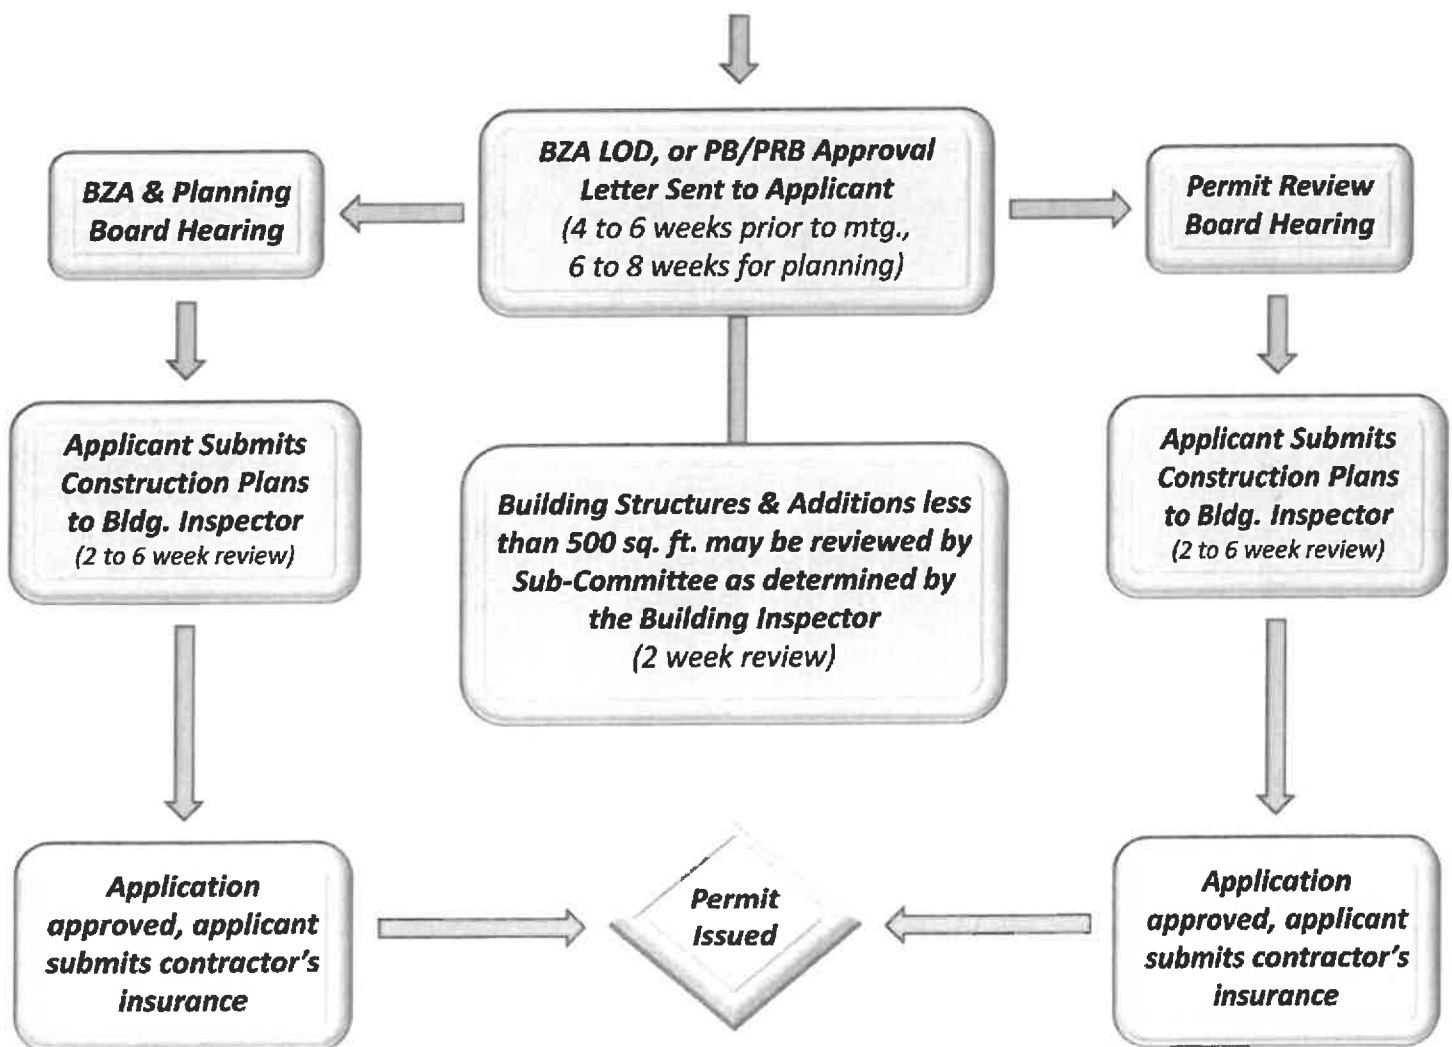 BZA LOD, or PB/PRB Approval
Letter Sent to Applicant
(4 to 6 weeks prior to mtg.,
6 to 8 weeks for planning)
BZA & Planning
Board Hearing
Permit Review
Board Hearing
Applicant Submits
Construction Plans
to Bldg. Inspector
(2 to 6 week review)
Building Structures & Additions less
than 500 sq. ft. may be reviewed by
Sub-Committee as determined by
the Building Inspector
(2 week review)
Applicant Submits
Construction Plans
to Bldg. Inspector
(2 to 6 week review)
Application
approved, applicant
submits contractor's
insurance
Permit
Issued
Application
approved, applicant
submits contractor's
insurance